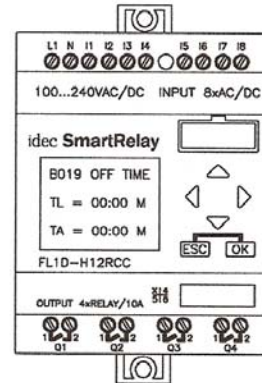 L1 N I1 I2 I3 I4 I5 I6 I7 I8
100...240VAC/DC INPUT 8xAC/DC
idec SmartRelay
B019 OFF TIME
TL = 00:00 M
TA = 00:00 M
ESC OK
FL1D-H12RCC
OUTPUT 4xRELAY/10A
1 2 1 2 1 2 1 2
Q1 Q2 Q3 Q4